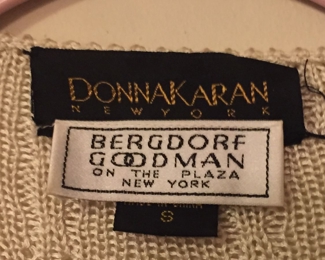 DONNAKARAN
NEW YORK
BERGDORF
GOODMAN
ON THE PLAZA
NEW YORK
S